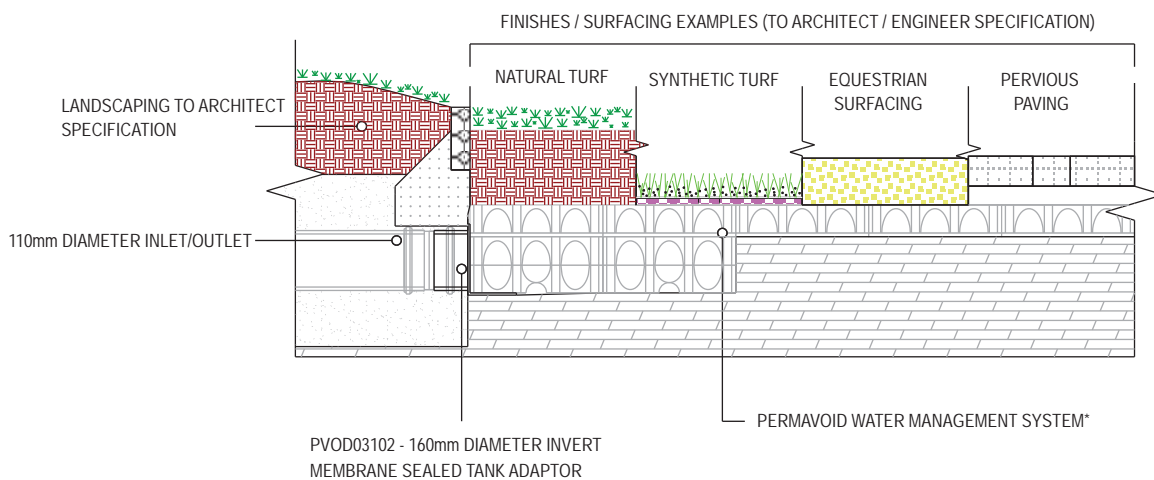 FINISHES / SURFACING EXAMPLES (TO ARCHITECT / ENGINEER SPECIFICATION)
NATURAL TURF
SYNTHETIC TURF
EQUESTRIAN
SURFACING
PERVIOUS
PAVING
LANDSCAPING TO ARCHITECT
SPECIFICATION
110mm DIAMETER INLET/OUTLET
PERMAVOID WATER MANAGEMENT SYSTEM*
PVOD03102 - 160mm DIAMETER INVERT
MEMBRANE SEALED TANK ADAPTOR